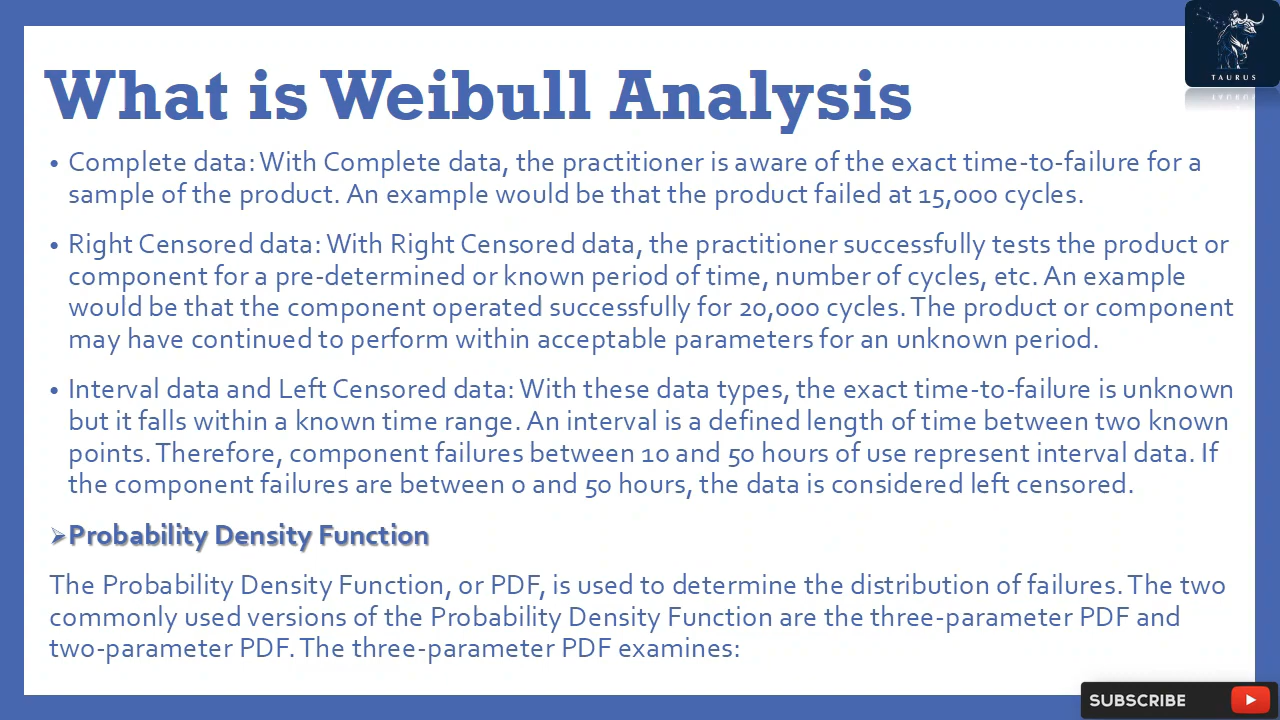 TAURUS
What is Weibull Analysis
• Complete data: With Complete data, the practitioner is aware of the exact time-to-failure for a
sample of the product. An example would be that the product failed at 15,000 cycles.
• Right Censored data: With Right Censored data, the practitioner successfully tests the product or
component for a pre-determined or known period of time, number of cycles, etc. An example
would be that the component operated successfully for 20,000 cycles. The product or component
may have continued to perform within acceptable parameters for an unknown period.
• Interval data and Left Censored data: With these data types, the exact time-to-failure is unknown
but it falls within a known time range. An interval is a defined length of time between two known
points. Therefore, component failures between 10 and 50 hours of use represent interval data. If
the component failures are between 0 and 50 hours, the data is considered left censored.
➢Probability Density Function
The Probability Density Function, or PDF, is used to determine the distribution of failures. The two
commonly used versions of the Probability Density Function are the three-parameter PDF and
two-parameter PDF. The three-parameter PDF examines:
SUBSCRIBE